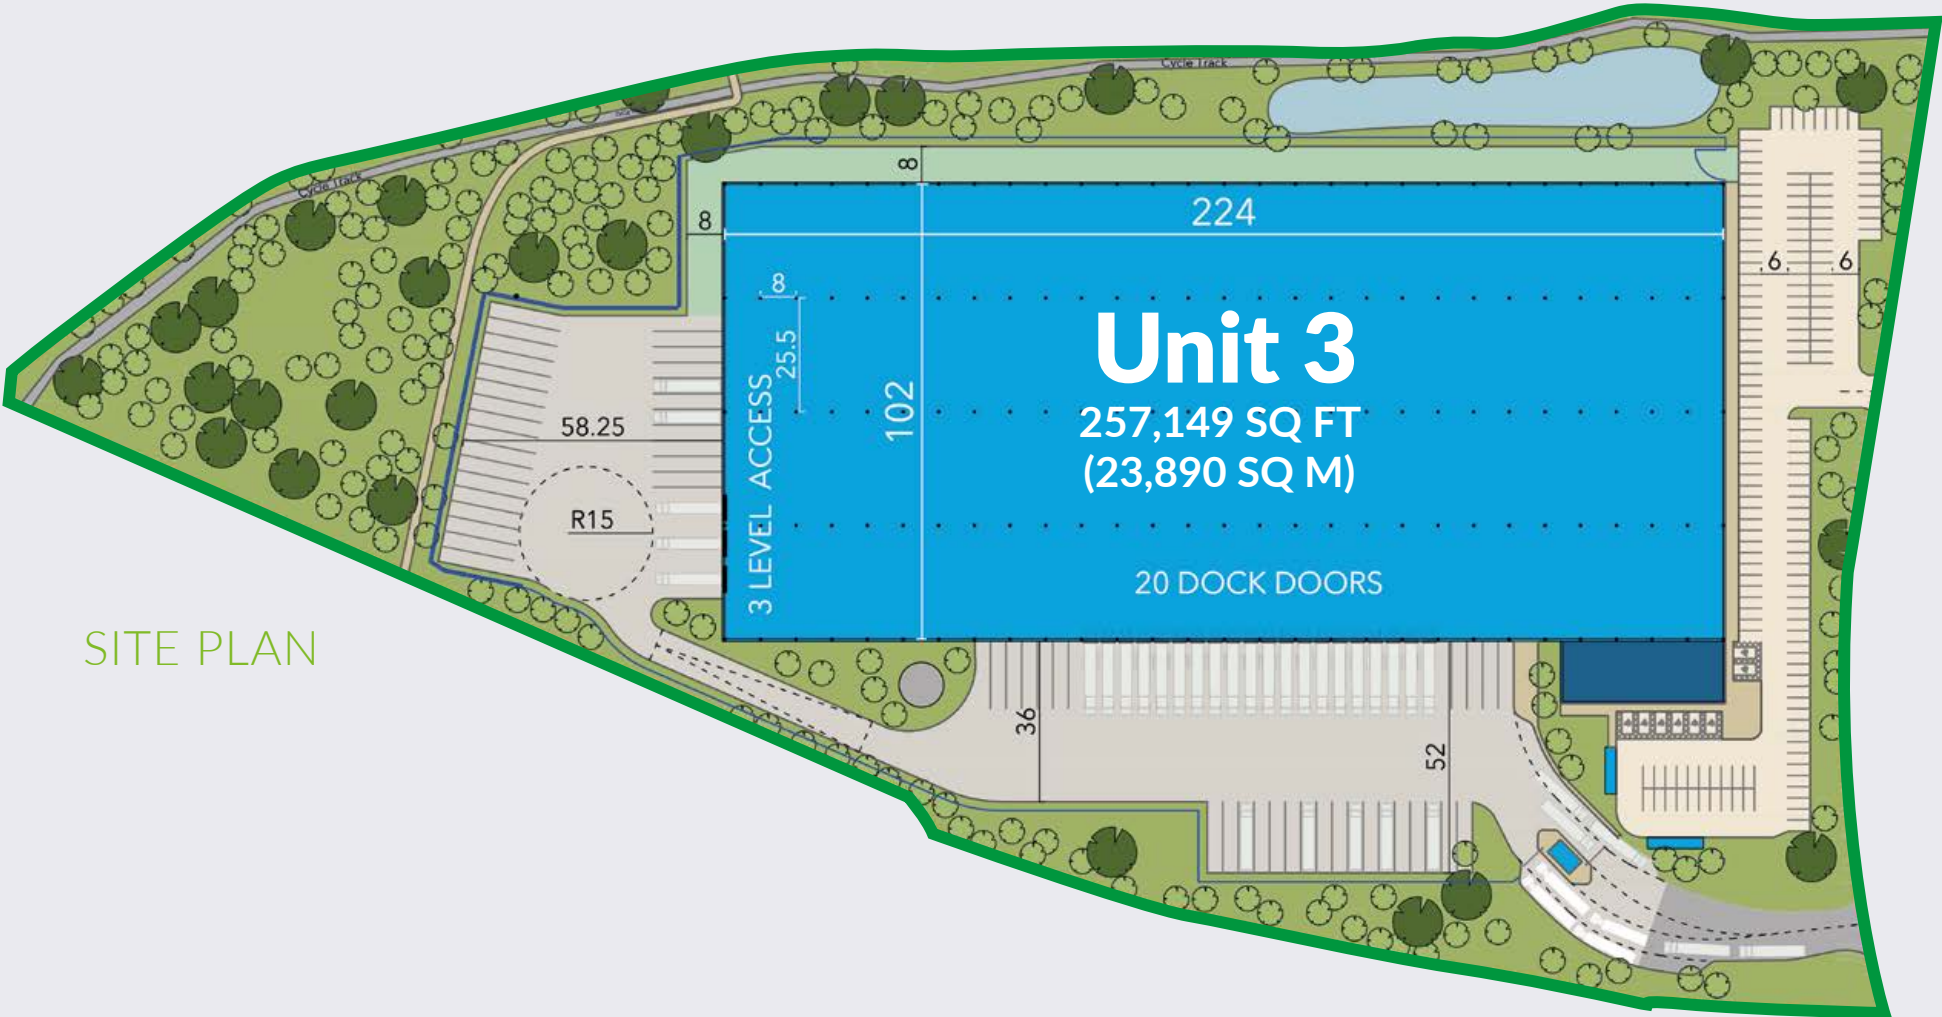 Cycle Track
Cycle Track
8
8
224
6
6
8
25.5
102
3 LEVEL ACCESS
Unit 3
257,149 SQ FT
(23,890 SQ M)
58.25
R15
20 DOCK DOORS
SITE PLAN
36
52